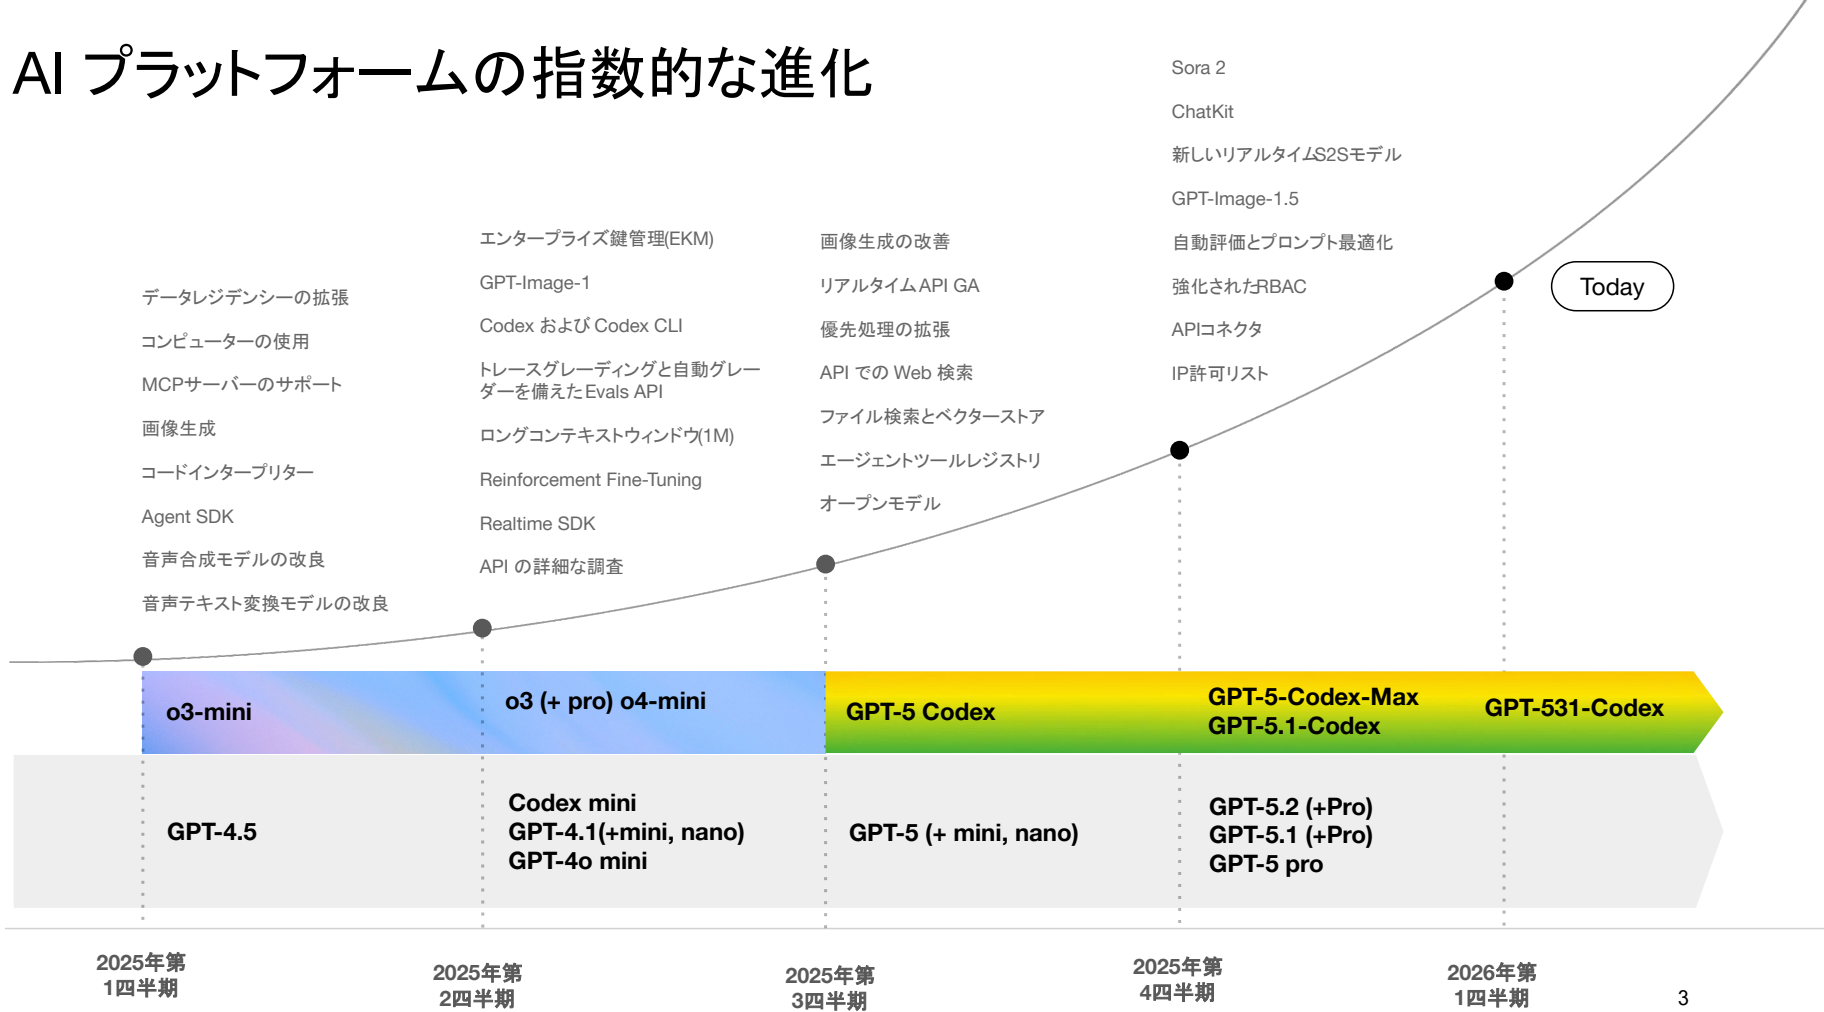 AI プラットフォームの指数的な進化
データレジデンシーの拡張
コンピューターの使用
MCPサーバーのサポート
画像生成
コードインタープリター
Agent SDK
音声合成モデルの改良
音声テキスト変換モデルの改良
エンタープライズ鍵管理(EKM)
GPT-Image-1
Codex および Codex CLI
トレースグレーディングと自動グレー
ダーを備えたEvals API
ロングコンテキストウィンドウ(1M)
Reinforcement Fine-Tuning
Realtime SDK
API の詳細な調査
画像生成の改善
リアルタイム API GA
優先処理の拡張
API での Web 検索
ファイル検索とベクターストア
エージェントツールレジストリ
オープンモデル
Sora 2
ChatKit
新しいリアルタイムS2Sモデル
GPT-Image-1.5
自動評価とプロンプト最適化
強化されたRBAC
APIコネクタ
IP許可リスト
Today
o3-mini
o3 (+ pro) o4-mini
GPT-5 Codex
GPT-5-Codex-Max
GPT-5.1-Codex
GPT-531-Codex
GPT-4.5
Codex mini
GPT-4.1(+mini, nano)
GPT-4o mini
GPT-5 (+ mini, nano)
GPT-5.2 (+Pro)
GPT-5.1 (+Pro)
GPT-5 pro
2025年第
1四半期
2025年第
2四半期
2025年第
3四半期
2025年第
4四半期
2026年第
1四半期
3